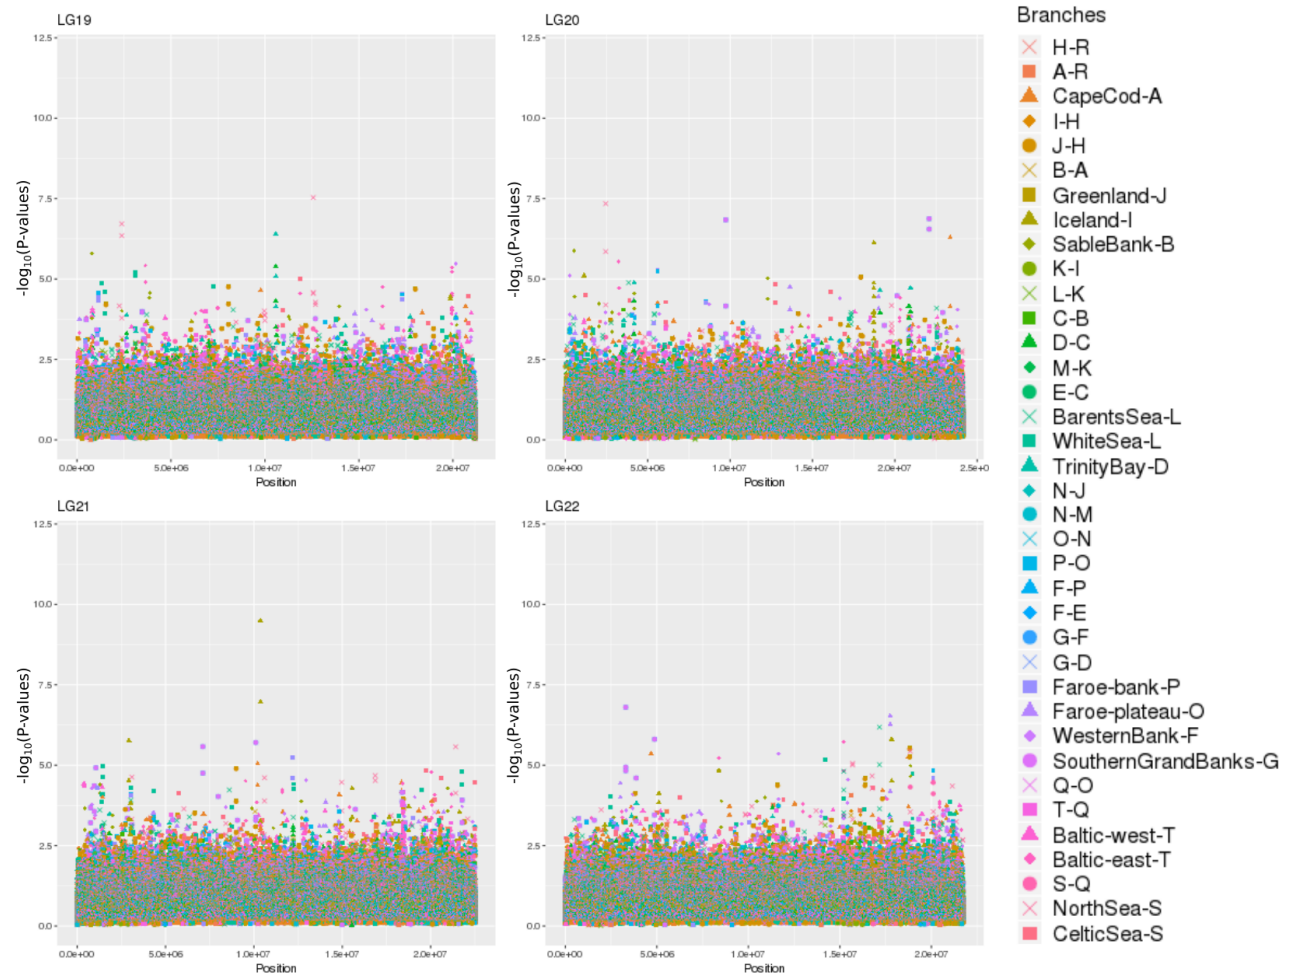 LG19
12.5
10.0
7.5
5.0
2.5
0.0
-log10(P-values)
0.0e+00 5.0e+06 1.0e+07 1.5e+07 2.0e+07
Position
LG20
12.5
10.0
7.5
5.0
2.5
0.0
-log10(P-values)
0.0e+00 5.0e+06 1.0e+07 1.5e+07 2.0e+07 2.5e+0
Position
LG21
12.5
10.0
7.5
5.0
2.5
0.0
-log10(P-values)
0.0e+00 5.0e+06 1.0e+07 1.5e+07 2.0e+07
Position
LG22
12.5
10.0
7.5
5.0
2.5
0.0
-log10(P-values)
0.0e+00 5.0e+06 1.0e+07 1.5e+07 2.0e+07
Position
Branches
H-R
A-R
CapeCod-A
I-H
J-H
B-A
Greenland-J
Iceland-I
SableBank-B
K-I
L-K
C-B
D-C
M-K
E-C
BarentsSea-L
WhiteSea-L
TrinityBay-D
N-J
N-M
O-N
P-O
F-P
F-E
G-F
G-D
Faroe-bank-P
Faroe-plateau-O
WesternBank-F
SouthernGrandBanks-G
Q-O
T-Q
Baltic-west-T
Baltic-east-T
S-Q
NorthSea-S
CelticSea-S